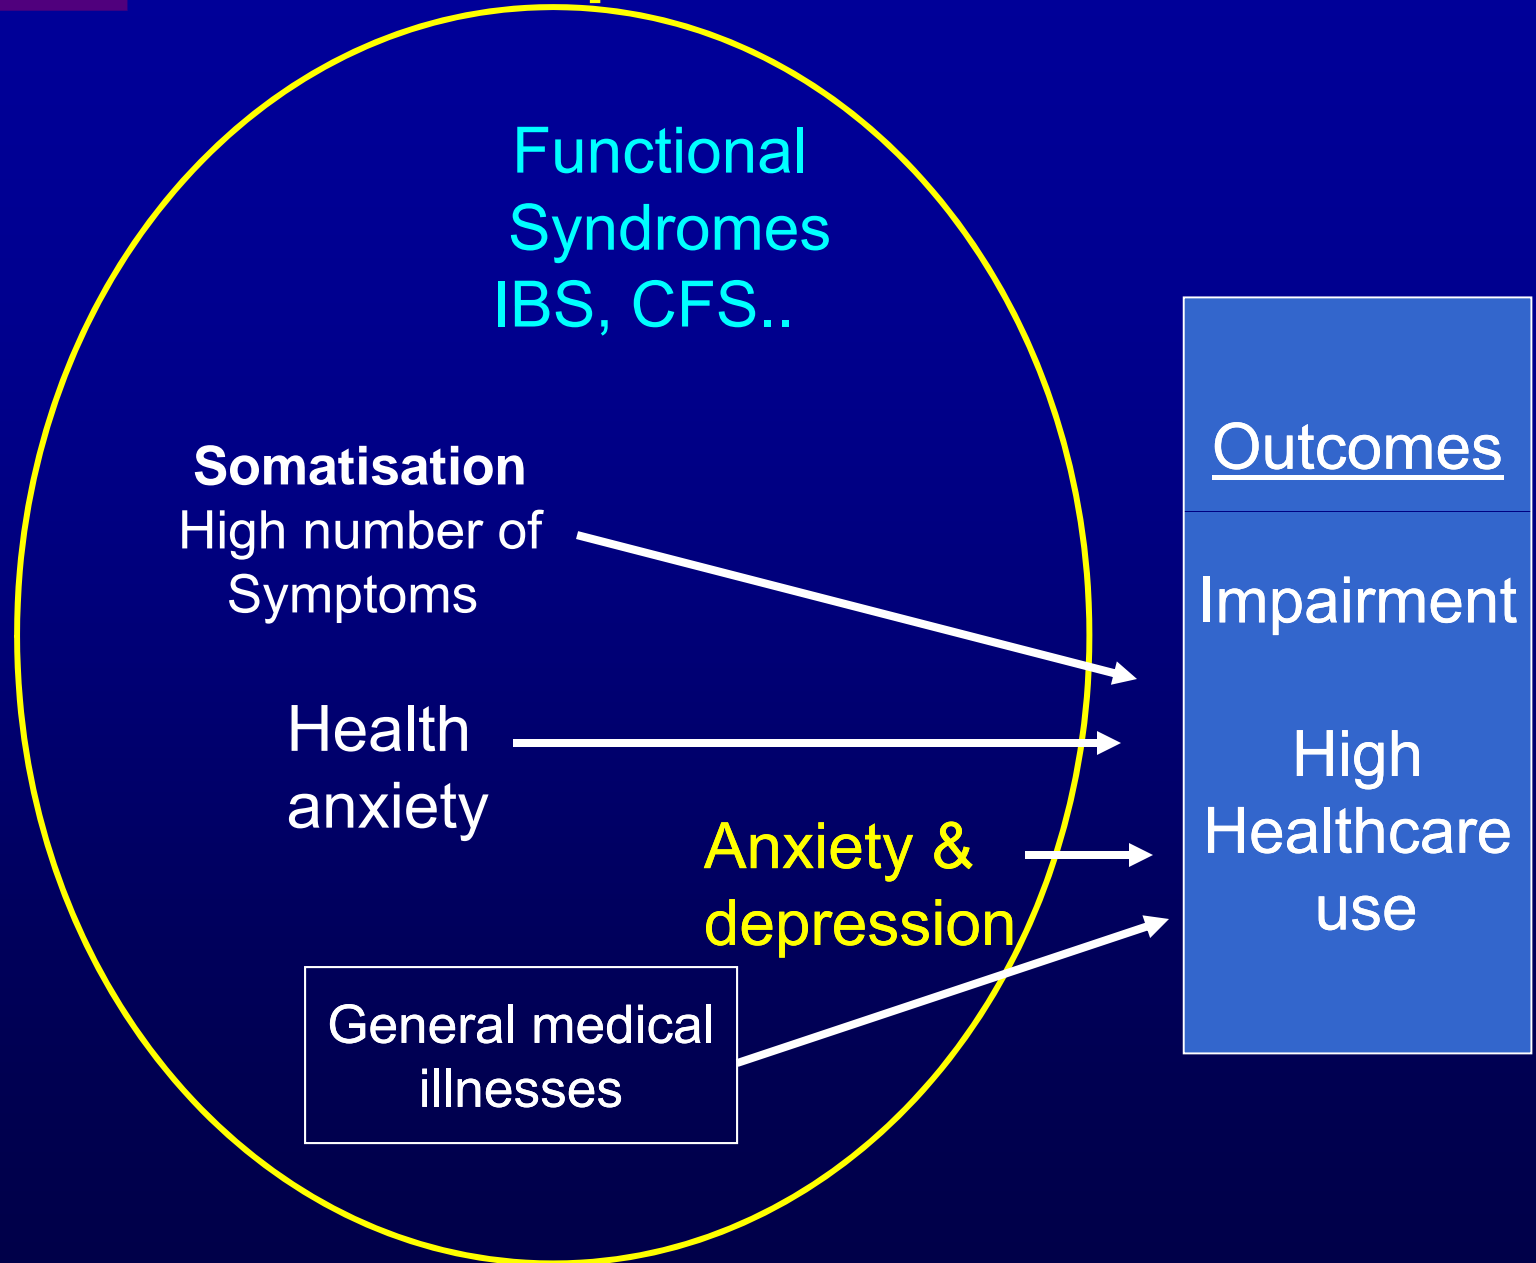 Functional
Syndromes
IBS, CFS..
Somatisation
High number of
Symptoms
Health
anxiety
Anxiety &
depression
General medical
illnesses
Outcomes
Impairment
High
Healthcare
use